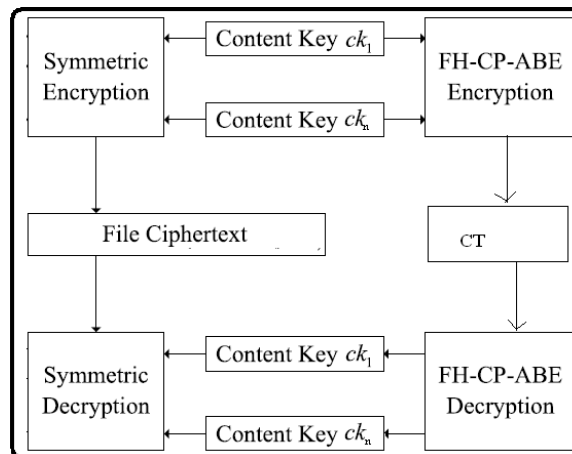 Content Key ck₁
Symmetric
Encryption
FH-CP-ABE
Encryption
Content Key ckₙ
File Ciphertext
CT
Content Key ck₁
Symmetric
Decryption
FH-CP-ABE
Decryption
Content Key ckₙ